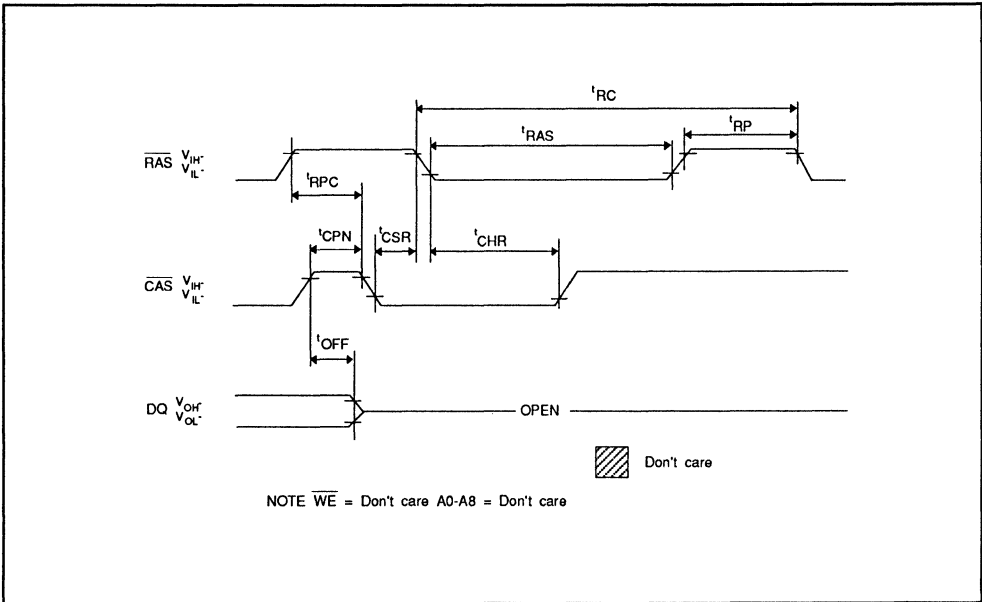 tRC
tRAS
tRP
RAS VIH-
VIL-
tRPC
tCPN
tCSR
tCHR
CAS VIH-
VIL-
tOFF
DQ VOH-
VOL-
OPEN
Don't care
NOTE WE = Don't care A0-A8 = Don't care